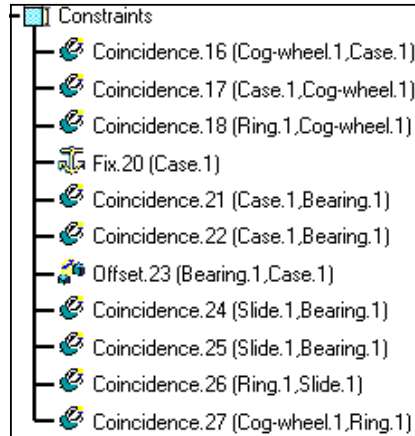 Constraints
Coincidence.16 (Cog-wheel.1,Case.1)
Coincidence.17 (Case.1,Cog-wheel.1)
Coincidence.18 (Ring.1,Cog-wheel.1)
Fix.20 (Case.1)
Coincidence.21 (Case.1,Bearing.1)
Coincidence.22 (Case.1,Bearing.1)
Offset.23 (Bearing.1,Case.1)
Coincidence.24 (Slide.1,Bearing.1)
Coincidence.25 (Slide.1,Bearing.1)
Coincidence.26 (Ring.1,Slide.1)
Coincidence.27 (Cog-wheel.1,Ring.1)